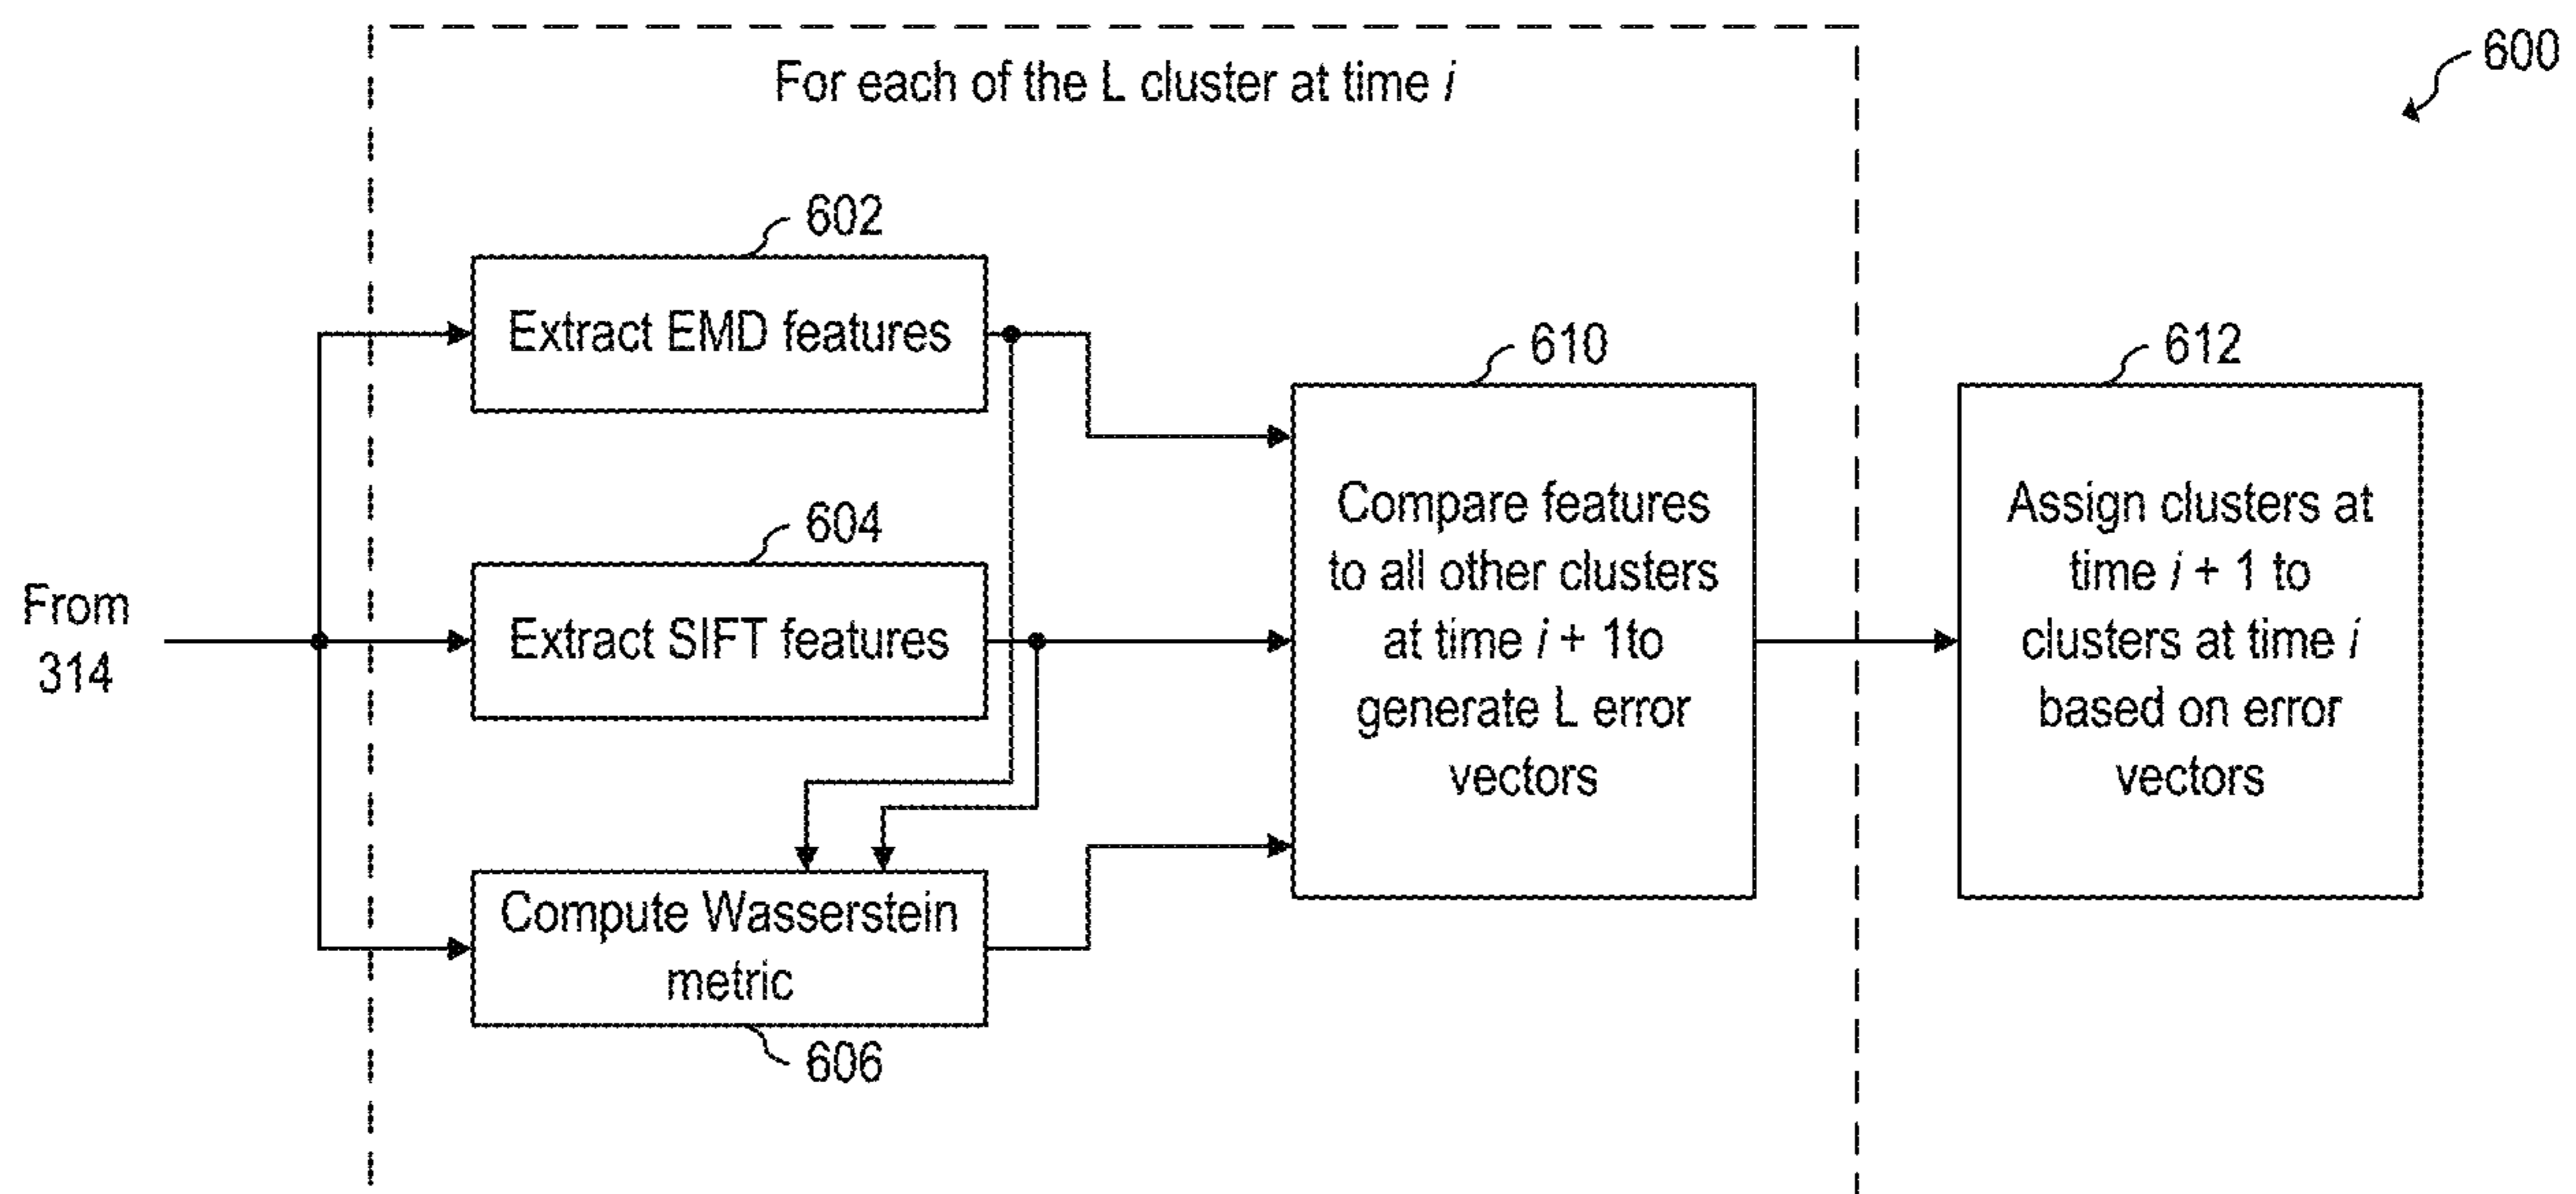 For each of the L cluster at time i
600
602
Extract EMD features
610
612
604
Extract SIFT features
From
314
Compare features
to all other clusters
at time i + 1to
generate L error
vectors
Assign clusters at
time i + 1 to
clusters at time i
based on error
vectors
Compute Wasserstein
metric
606